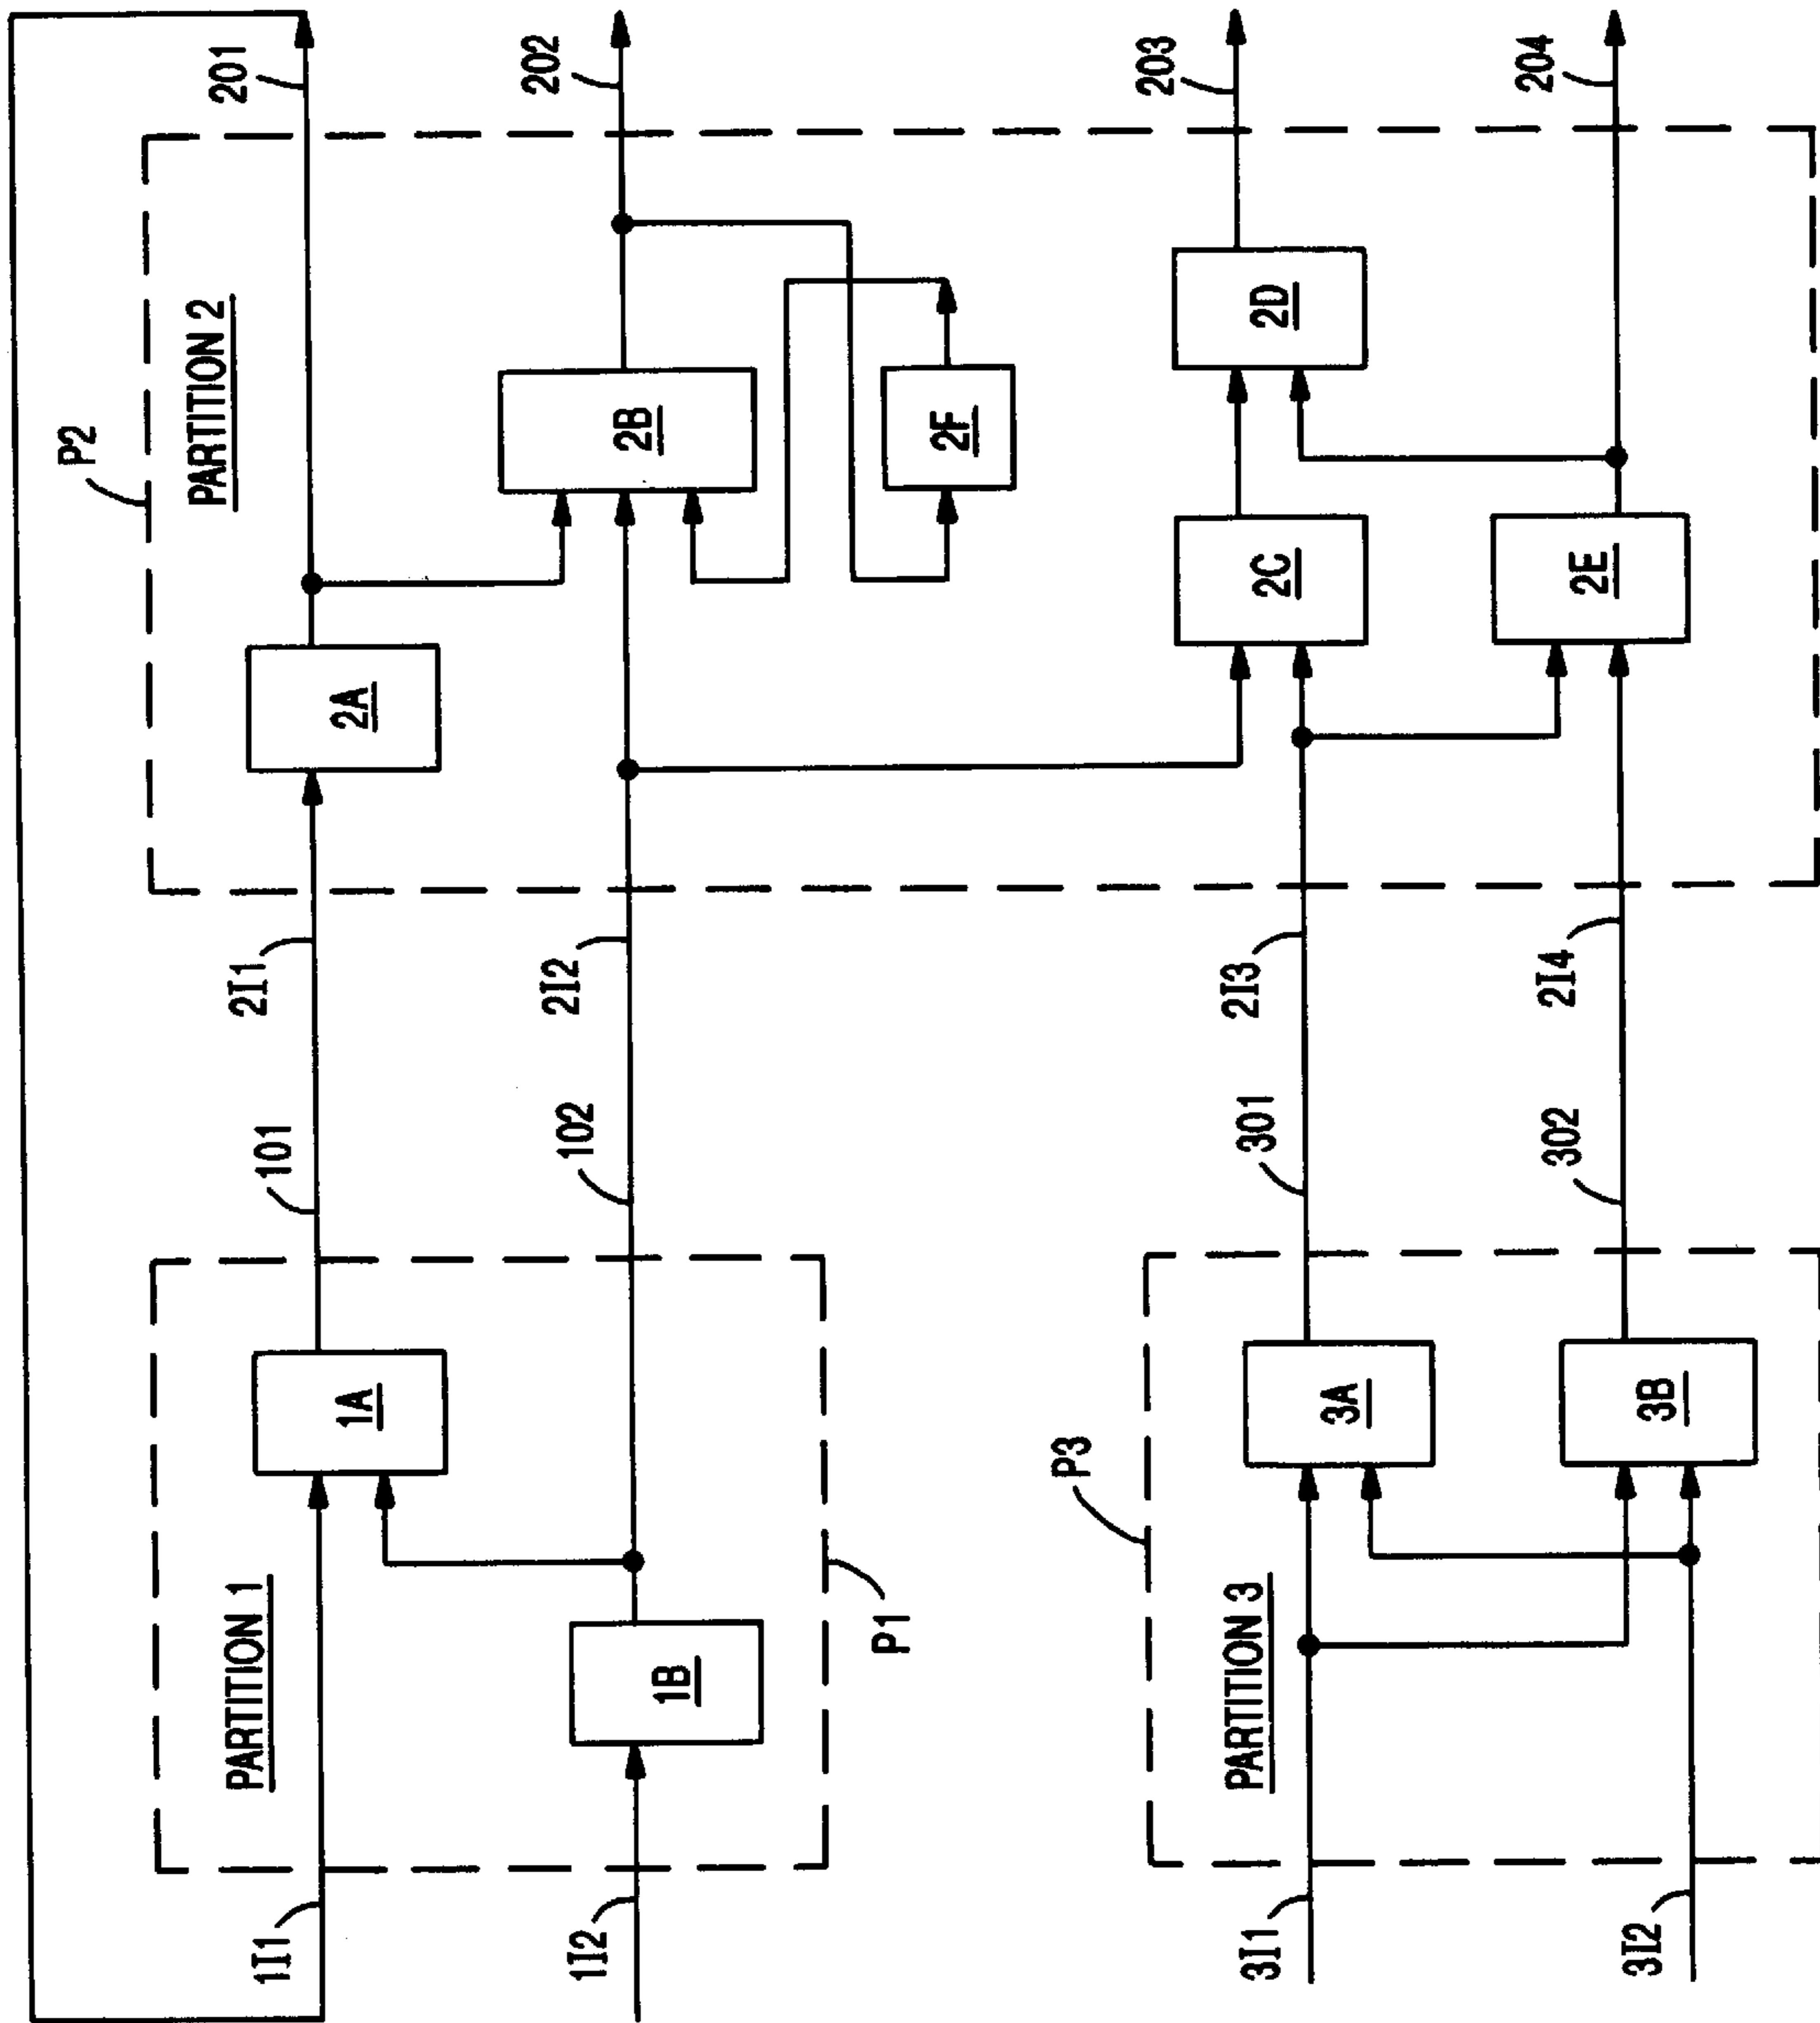 P2
PARTITION 2
1I1
PARTITION 1
101
2I1
201
1A
2A
1I2
102
2I2
202
1B
2B
P1
2F
P3
3I1
PARTITION 3
301
2I3
203
3A
2C
2D
3I2
302
2I4
204
3B
2E